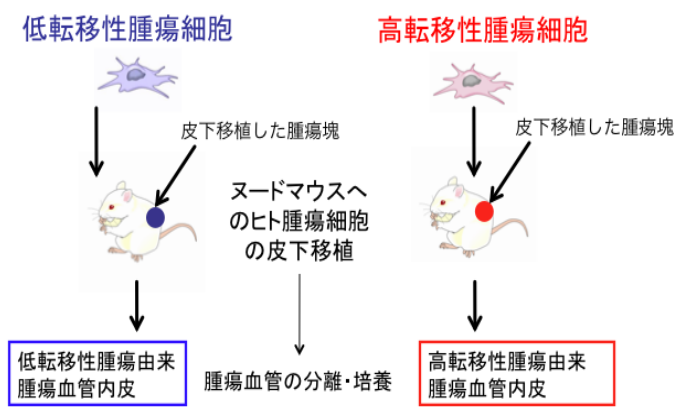 低転移性腫瘍細胞
高転移性腫瘍細胞
皮下移植した腫瘍塊
皮下移植した腫瘍塊
ヌードマウスへ
のヒト腫瘍細胞
の皮下移植
低転移性腫瘍由来
腫瘍血管内皮
腫瘍血管の分離・培養
高転移性腫瘍由来
腫瘍血管内皮